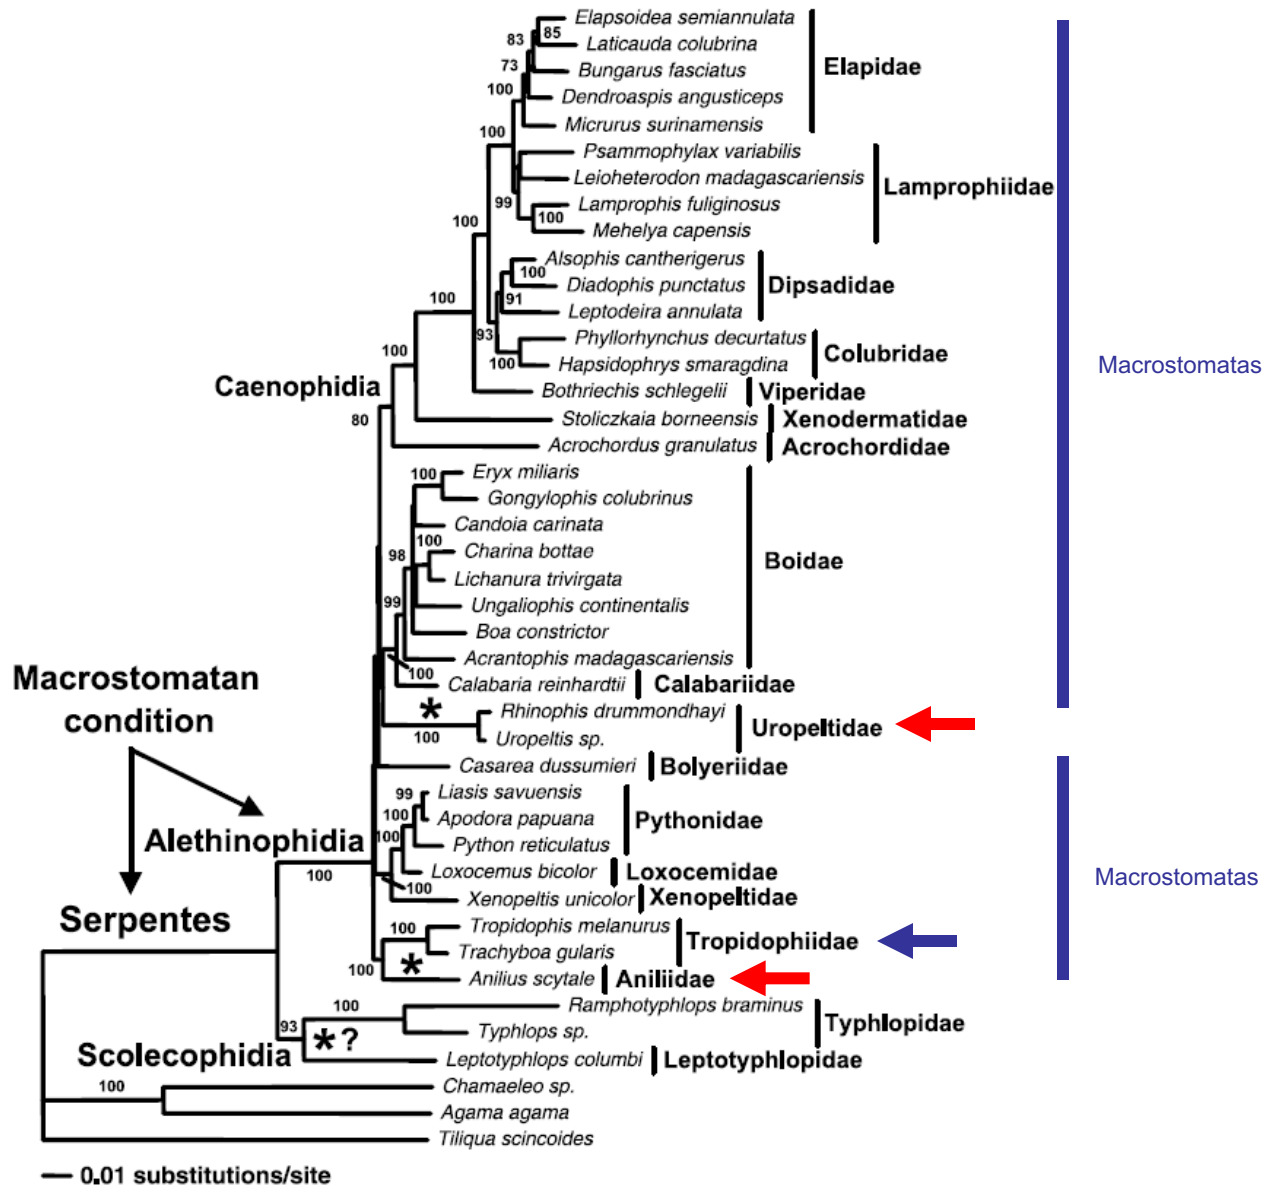 Elapsoidea semiannulata
85
83
Laticauda colubrina
73
Bungarus fasciatus
Elapidae
100
Dendroaspis angusticeps
Micrurus surinamensis
100
Psammophylax variabilis
Leioheterodon madagascariensis
Lamprophiidae
99
Lamprophis fuliginosus
100
Mehelya capensis
100
Alsophis cantherigerus
100
Diadophis punctatus
Dipsadidae
91
Leptodeira annulata
100
93
Phyllorhynchus decurtatus
Colubridae
100
Hapsidophrys smaragdina
Macrostomatas
100
Caenophidia
Bothriechis schlegelii
Viperidae
80
Stoliczkaia borneensis
Xenodermatidae
Acrochordus granulatus
Acrochordidae
100
Eryx miliaris
Gongylophis colubrinus
Candoia carinata
100
98
Charina bottae
Boidae
Lichanura trivirgata
99
Ungaliophis continentalis
Boa constrictor
Acrantophis madagascariensis
100
Calabaria reinhardtii
Calabariidae
Macrostomatan
condition
*
Rhinophis drummondhayi
Uropeltidae
100
Uropeltis sp.
Casarea dussumieri
Bolyeriidae
99
Liasis savuensis
100
Apodora papuana
Pythonidae
100
Python reticulatus
Alethinophidia
100
Loxocemus bicolor
Loxocemidae
Macrostomatas
100
Xenopeltis unicolor
Xenopeltidae
Serpentes
100
Tropidophis melanurus
Tropidophiidae
Trachyboa gularis
100
*
Anilius scytale
Aniliidae
100
Ramphotyphlops braminus
93
*?
Typhlops sp.
Typhlopidae
Scolecophidia
Leptotyphlops columbi
Leptotyphlopidae
100
Chamaeleo sp.
Agama agama
Tiliqua scincoides
0.01 substitutions/site